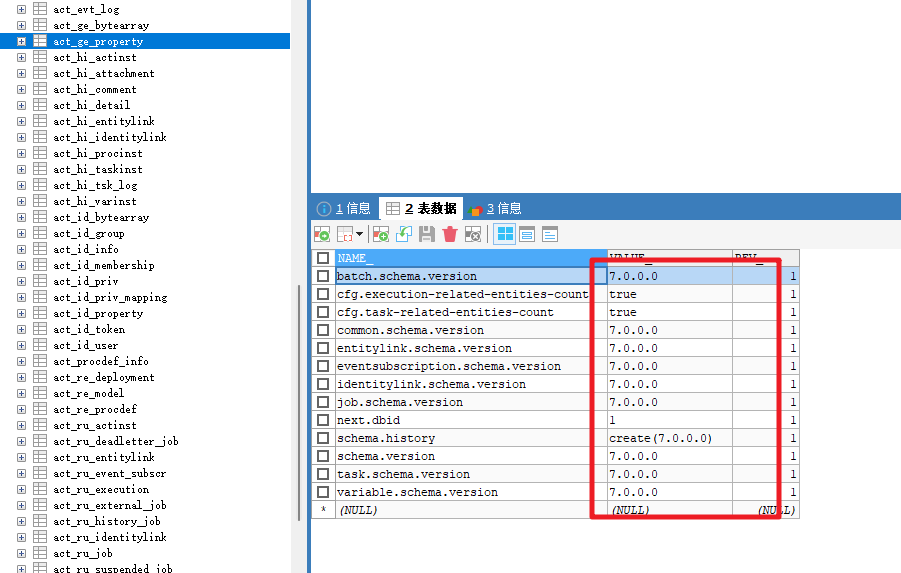 act_evt_log
act_ge_bytearray
act_ge_property
act_hi_actinst
act_hi_attachment
act_hi_comment
act_hi_detail
act_hi_entitylink
act_hi_identitylink
act_hi_procinst
act_hi_taskinst
act_hi_tsk_log
act_hi_varinst
act_id_bytearray
act_id_group
act_id_info
act_id_membership
act_id_priv
act_id_priv_mapping
act_id_property
act_id_token
act_id_user
act_procdef_info
act_re_deployment
act_re_model
act_re_procdef
act_ru_actinst
act_ru_deadletter_job
act_ru_entitylink
act_ru_event_subscr
act_ru_execution
act_ru_external_job
act_ru_history_job
act_ru_identitylink
act_ru_job
act_ru_suspended_job
1 信息 2 表数据 3 信息
NAME_ VALUE_ REV_
batch.schema.version 7.0.0.0 1
cfg.execution-related-entities-count true 1
cfg.task-related-entities-count true 1
common.schema.version 7.0.0.0 1
entitylink.schema.version 7.0.0.0 1
eventsubscription.schema.version 7.0.0.0 1
identitylink.schema.version 7.0.0.0 1
job.schema.version 7.0.0.0 1
next.dbid 1 1
schema.history create(7.0.0.0) 1
schema.version 7.0.0.0 1
task.schema.version 7.0.0.0 1
variable.schema.version 7.0.0.0 1
* (NULL) (NULL) (NULL)